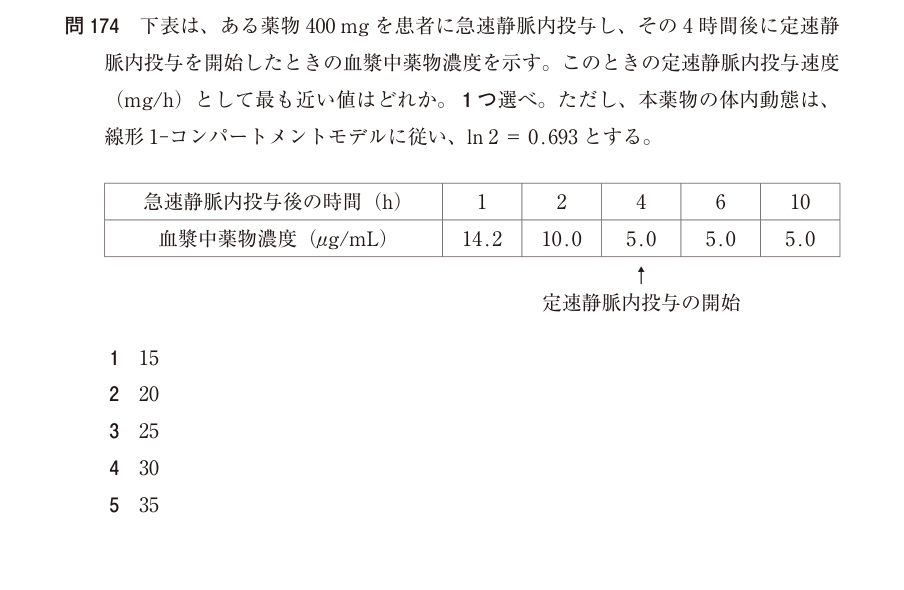 問 174 下表は、ある薬物 400 mg を患者に急速静脈内投与し、その 4 時間後に定速静
脈内投与を開始したときの血漿中薬物濃度を示す。このときの定速静脈内投与速度
（mg/h）として最も近い値はどれか。1つ選べ。ただし、本薬物の体内動態は、
線形 1-コンパートメントモデルに従い、ln 2 = 0.693 とする。
急速静脈内投与後の時間（h） 1 2 4 6 10
血漿中薬物濃度（μg/mL） 14.2 10.0 5.0 5.0 5.0
↑
定速静脈内投与の開始
1 15
2 20
3 25
4 30
5 35